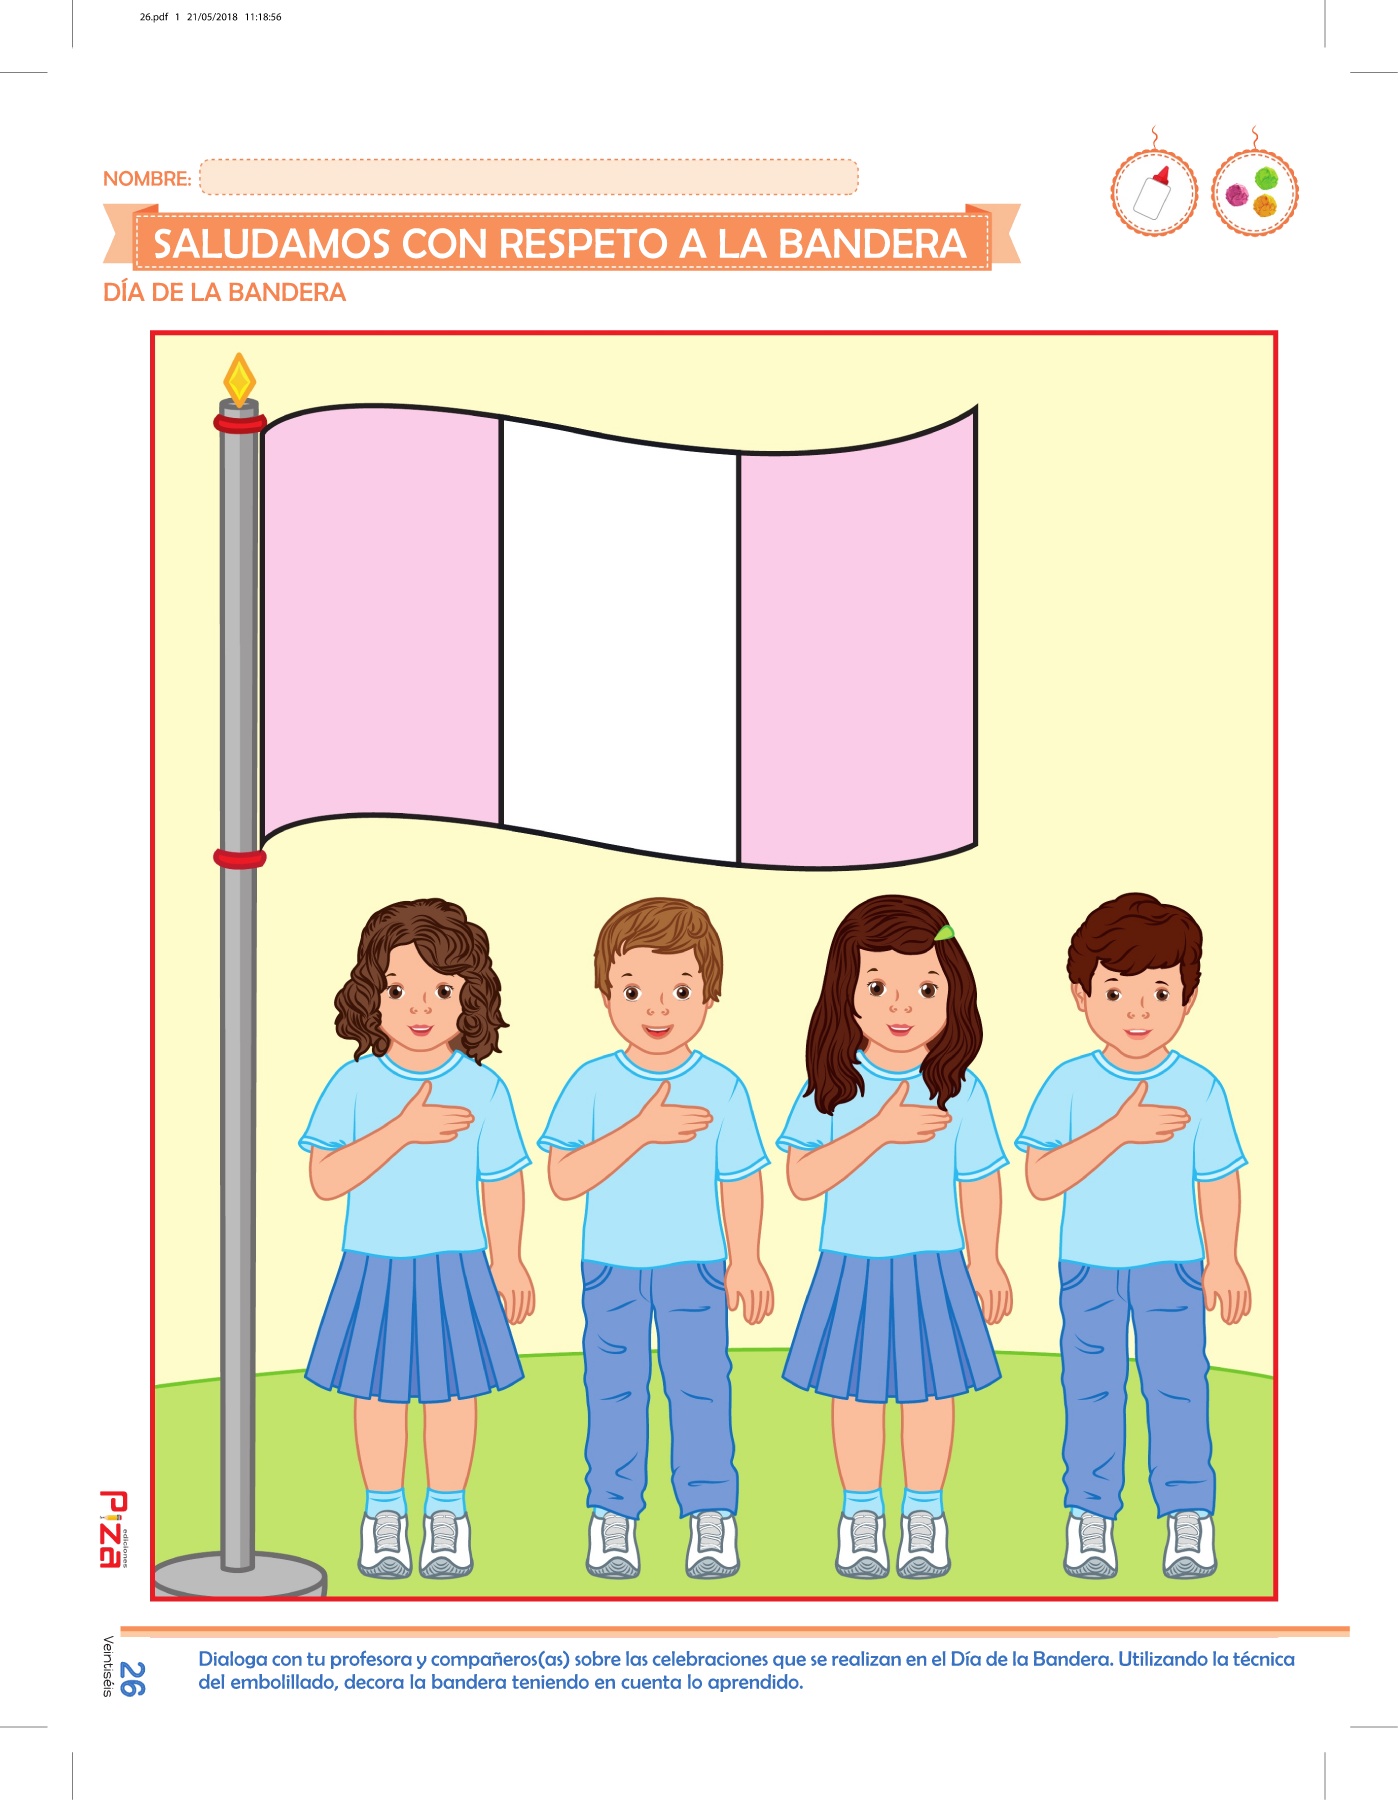 26.pdf 1 21/05/2018 11:18:56
NOMBRE:
SALUDAMOS CON RESPETO A LA BANDERA
DÍA DE LA BANDERA
Piza
ediciones
Veintiséis
26
Dialoga con tu profesora y compañeros(as) sobre las celebraciones que se realizan en el Día de la Bandera. Utilizando la técnica
del embolillado, decora la bandera teniendo en cuenta lo aprendido.